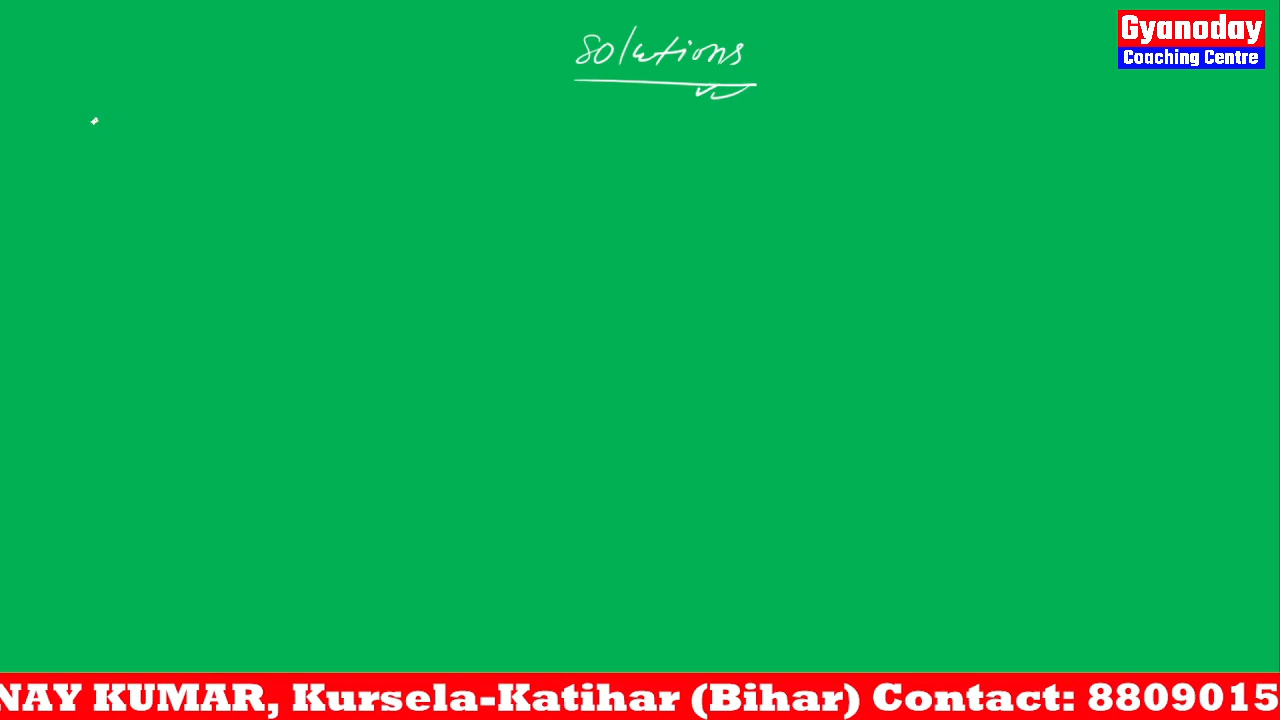 Solutions
Gyanoday
Coaching Centre
NAY KUMAR, Kursela-Katihar (Bihar) Contact: 8809015